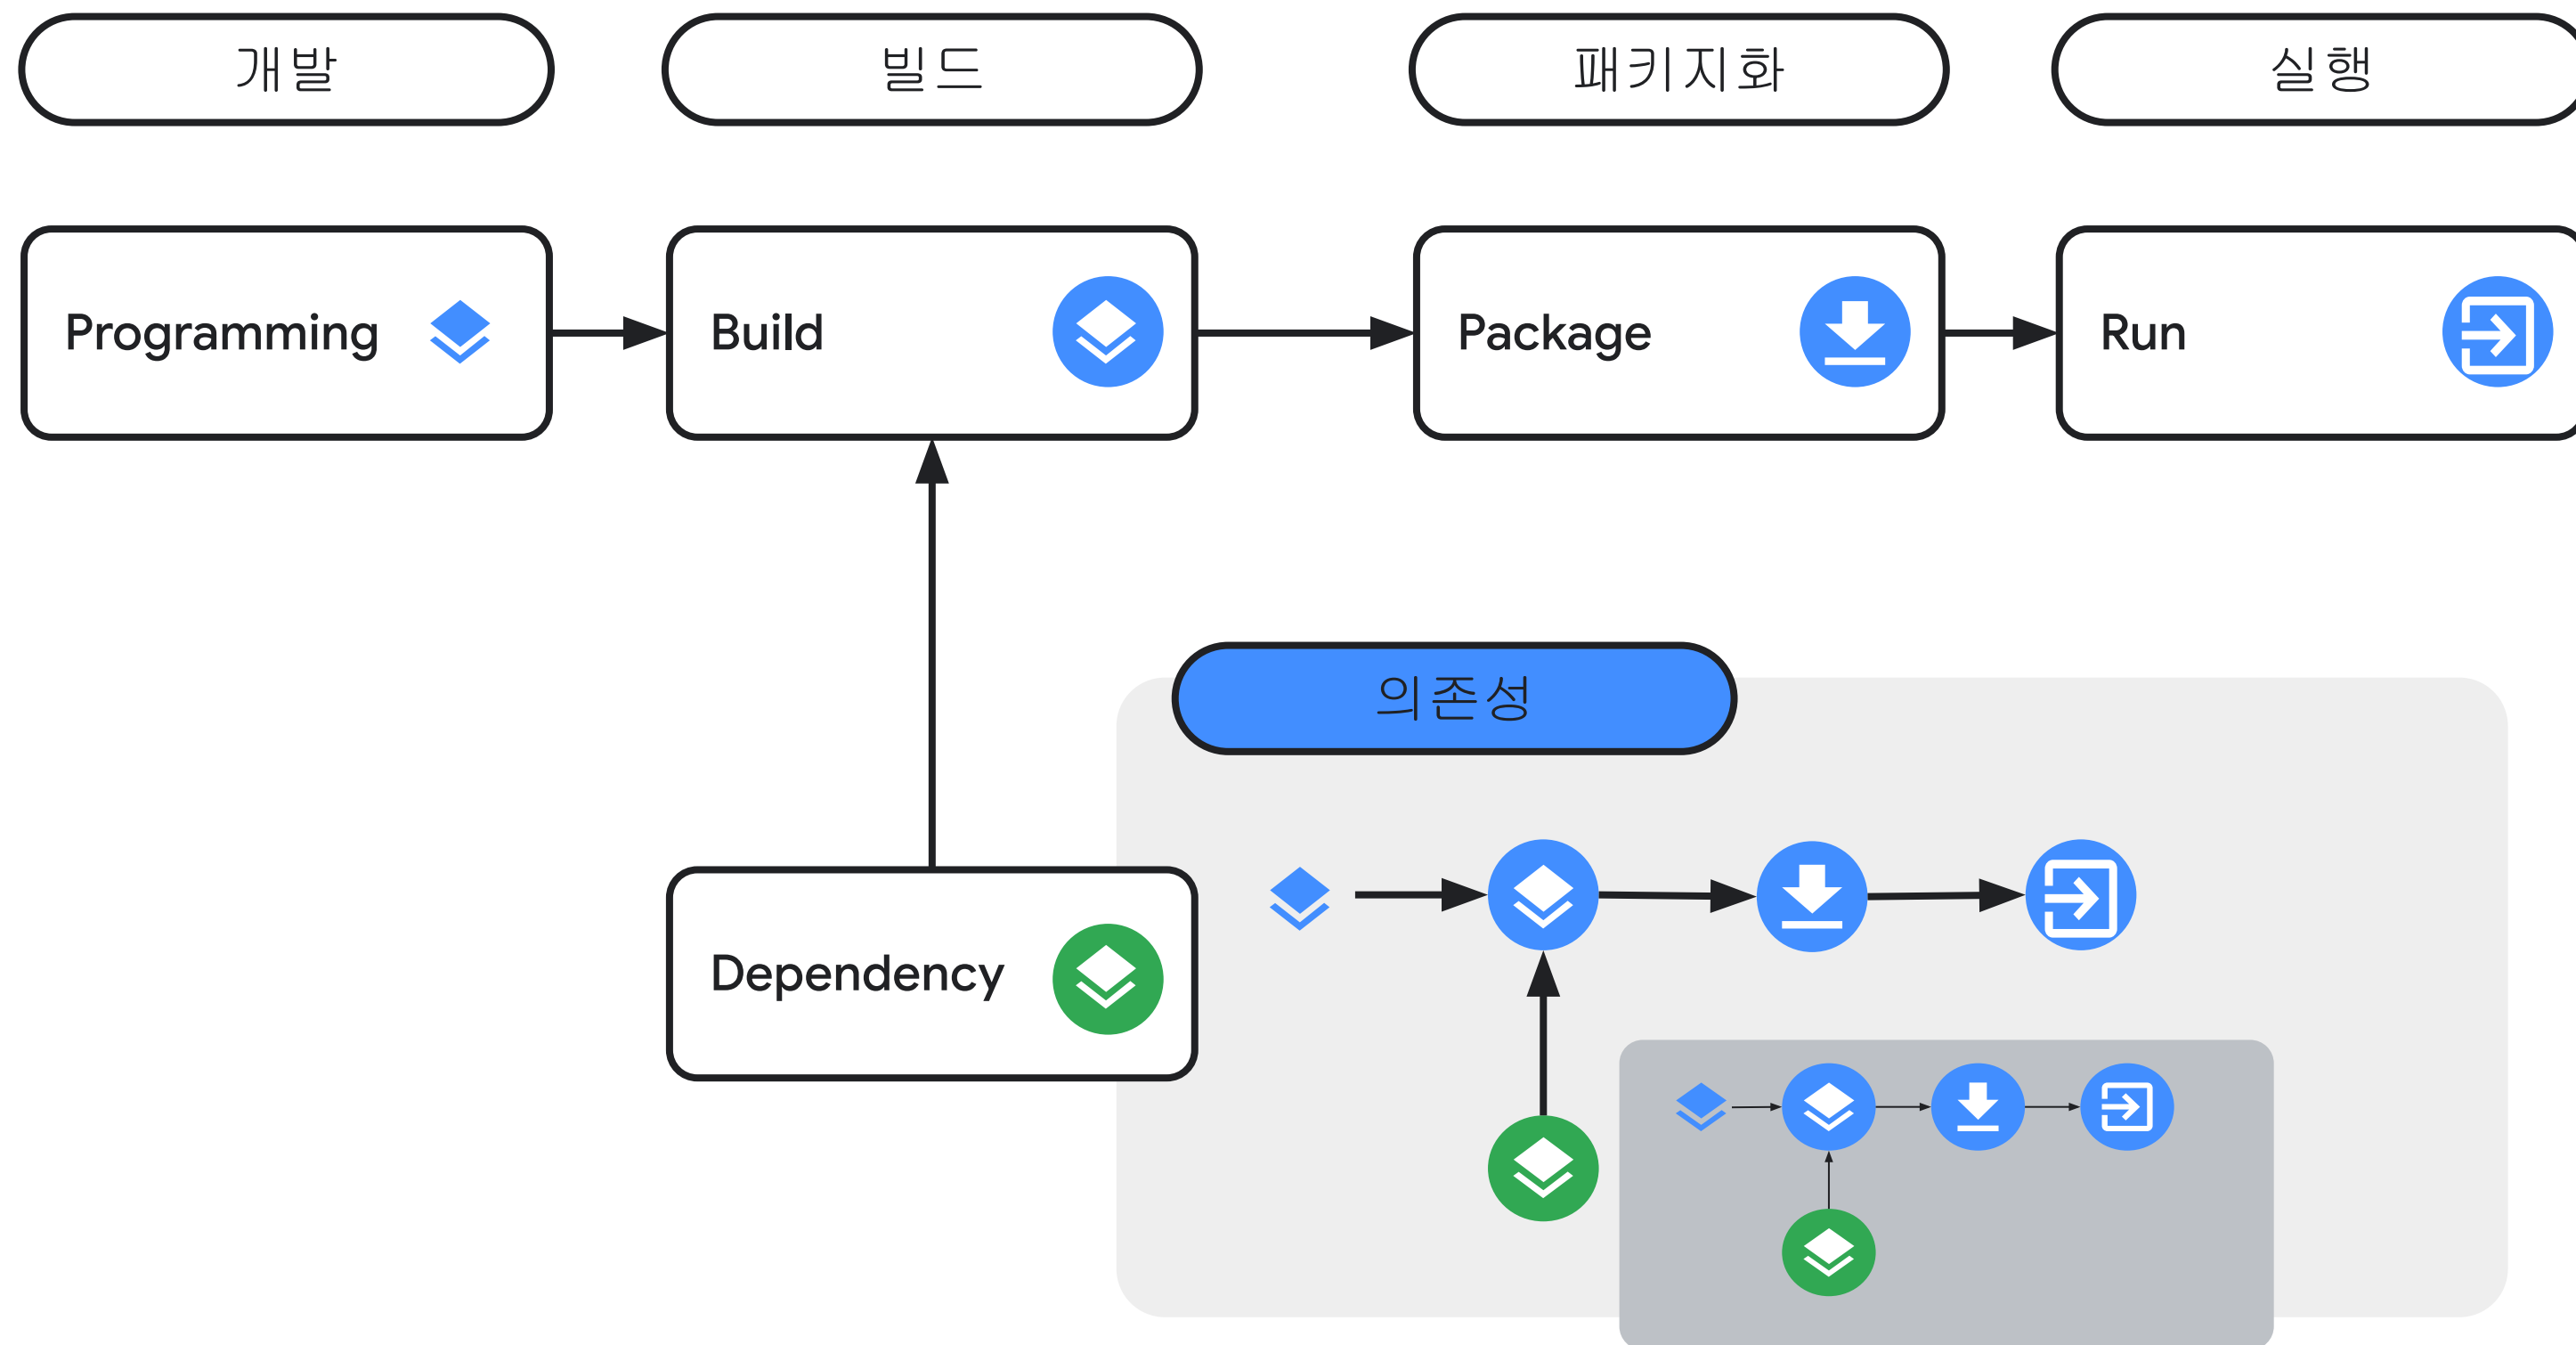 개발
빌드
패키지화
실행
Programming
Build
Package
Run
의존성
Dependency